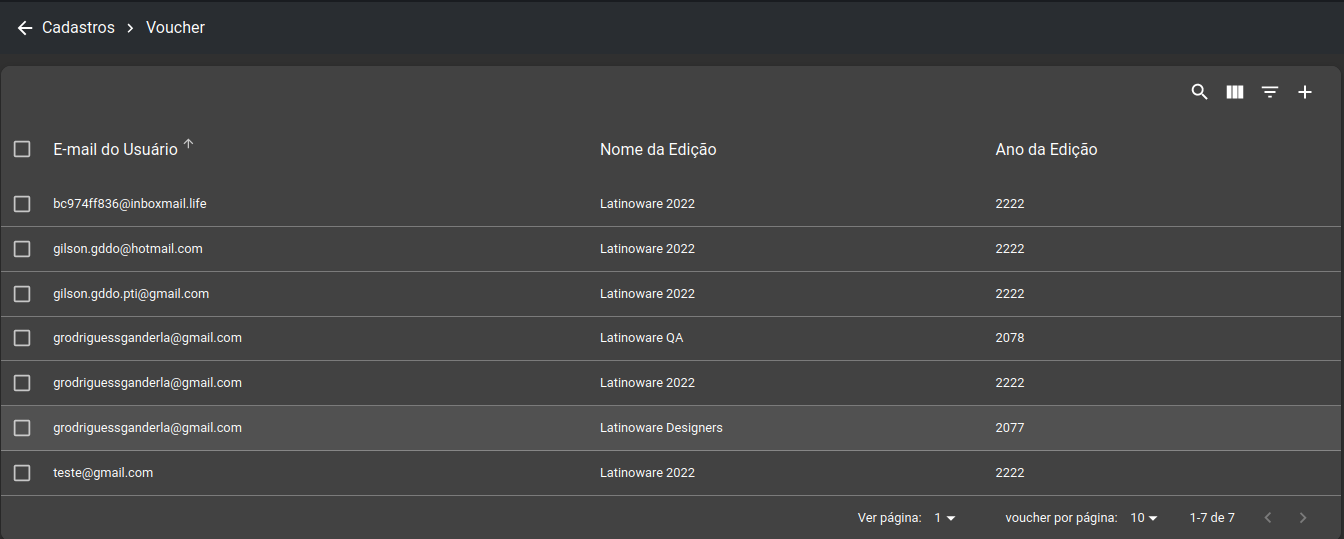 Cadastros Voucher
E-mail do Usuário Nome da Edição Ano da Edição
bc974ff836@inboxmail.life Latinoware 2022 2222
gilson.gddo@hotmail.com Latinoware 2022 2222
gilson.gddo.pti@gmail.com Latinoware 2022 2222
grodriguessganderla@gmail.com Latinoware QA 2078
grodriguessganderla@gmail.com Latinoware 2022 2222
grodriguessganderla@gmail.com Latinoware Designers 2077
teste@gmail.com Latinoware 2022 2222
Ver página: 1 voucher por página: 10 1-7 de 7